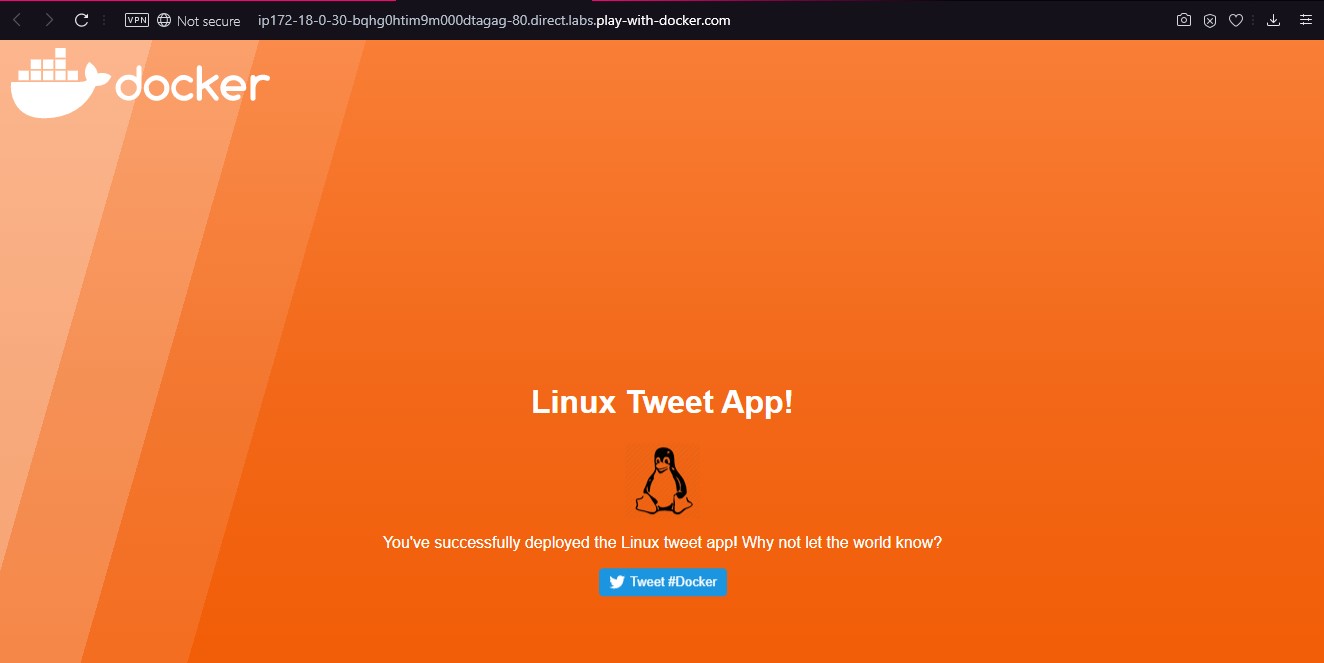 VPN Not secure ip172-18-0-30-bqhg0htim9m000dtagag-80.direct.labs.play-with-docker.com
docker
Linux Tweet App!
You've successfully deployed the Linux tweet app! Why not let the world know?
Tweet #Docker